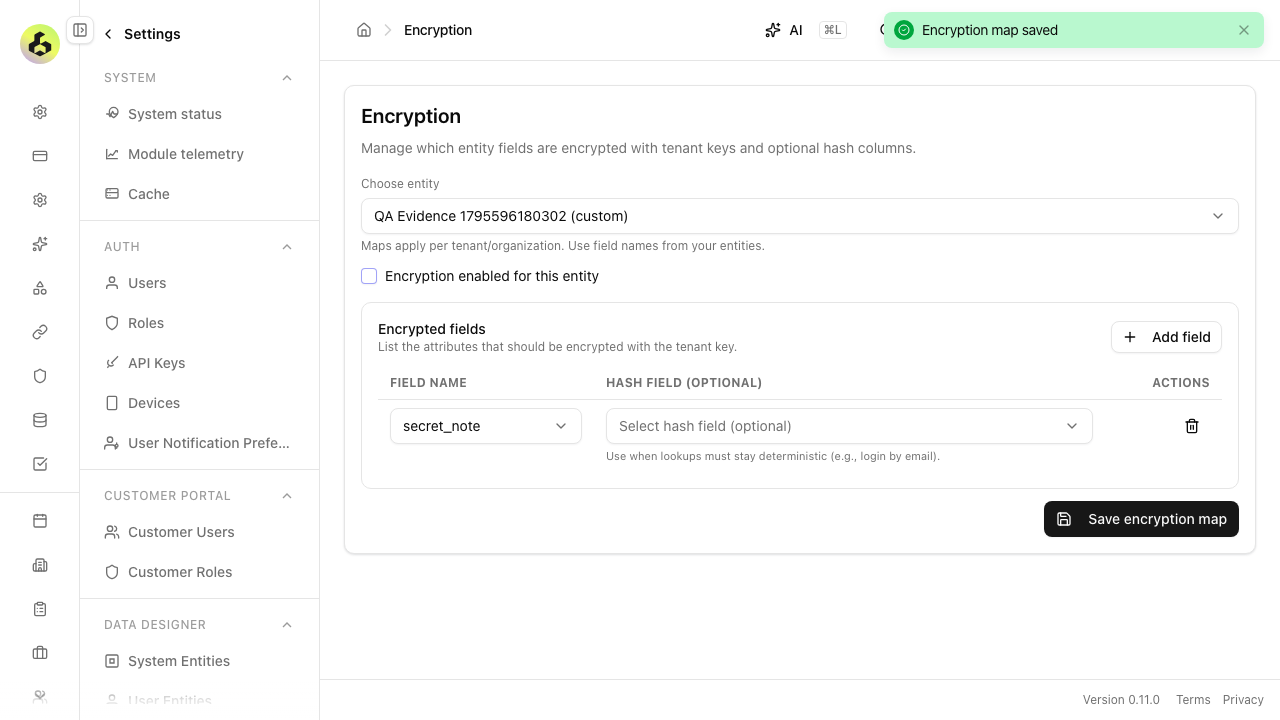 Settings
SYSTEM
System status
Module telemetry
Cache
AUTH
Users
Roles
API Keys
Devices
User Notification Prefe...
CUSTOMER PORTAL
Customer Users
Customer Roles
DATA DESIGNER
System Entities
User Entities
Encryption
AI ⌘L
Encryption map saved
Encryption
Manage which entity fields are encrypted with tenant keys and optional hash columns.
Choose entity
QA Evidence 1795596180302 (custom)
Maps apply per tenant/organization. Use field names from your entities.
Encryption enabled for this entity
Encrypted fields
List the attributes that should be encrypted with the tenant key.
Add field
FIELD NAME HASH FIELD (OPTIONAL) ACTIONS
secret_note Select hash field (optional)
Use when lookups must stay deterministic (e.g., login by email).
Save encryption map
Version 0.11.0 Terms Privacy